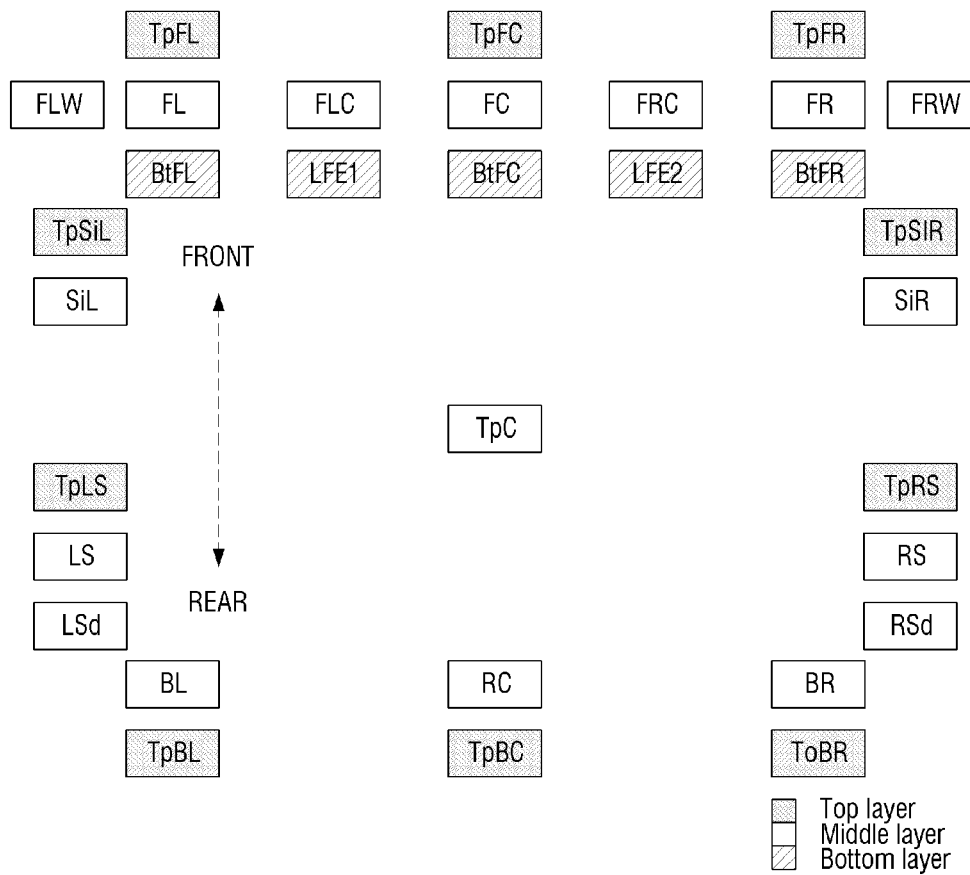 TpFL TpFC TpFR
FLW FL FLC FC FRC FR FRW
BtFL LFE1 BtFC LFE2 BtFR
TpSiL TpSIR
FRONT
SiL SiR
TpC
TpLS TpRS
LS RS
REAR
LSd RSd
BL RC BR
TpBL TpBC ToBR
Top layer
Middle layer
Bottom layer